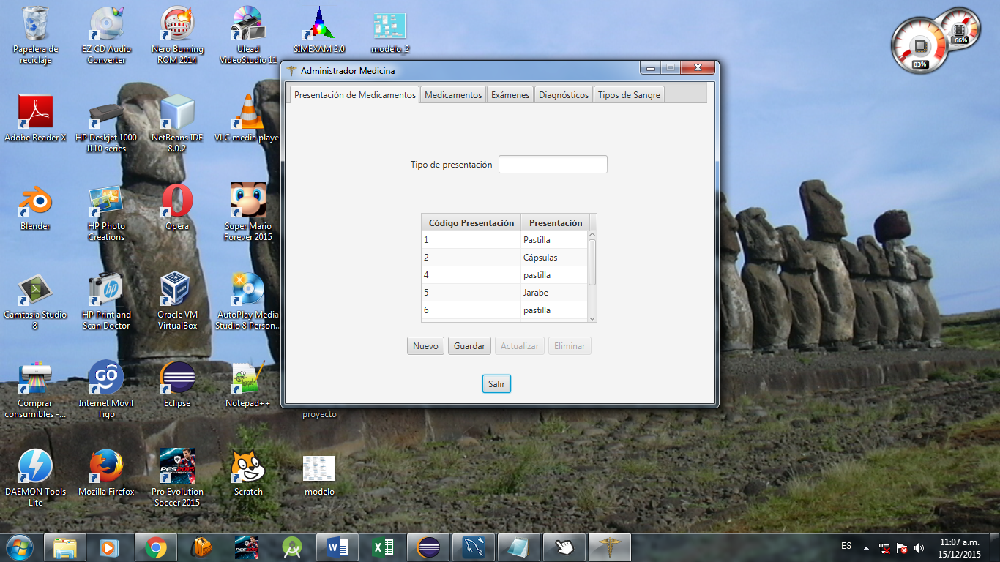 Papelera de
reciclaje
EZ CD Audio
Converter
Nero Burning
ROM 2014
Ulead
VideoStudio 11
SIMEXAM 2.0
modelo_2
66%
03%
Administrador Medicina
Presentación de Medicamentos
Medicamentos
Exámenes
Diagnósticos
Tipos de Sangre
Tipo de presentación
Código Presentación
Presentación
1 Pastilla
2 Cápsulas
4 pastilla
5 Jarabe
6 pastilla
Nuevo
Guardar
Actualizar
Eliminar
Salir
Adobe Reader X
HP Deskjet 1000
J110 series
NetBeans IDE
8.0.2
VLC media playe
Blender
HP Photo
Creations
Opera
Super Mario
Forever 2015
Camtasia Studio
8
HP Print and
Scan Doctor
Oracle VM
VirtualBox
AutoPlay Media
Studio 8 Person...
Comprar
consumibles -...
GO
Internet Móvil
Tigo
Eclipse
Notepad++
proyecto
DAEMON Tools
Lite
Mozilla Firefox
PES2015
Pro Evolution
Soccer 2015
Scratch
modelo
ES
11:07 a.m.
15/12/2015